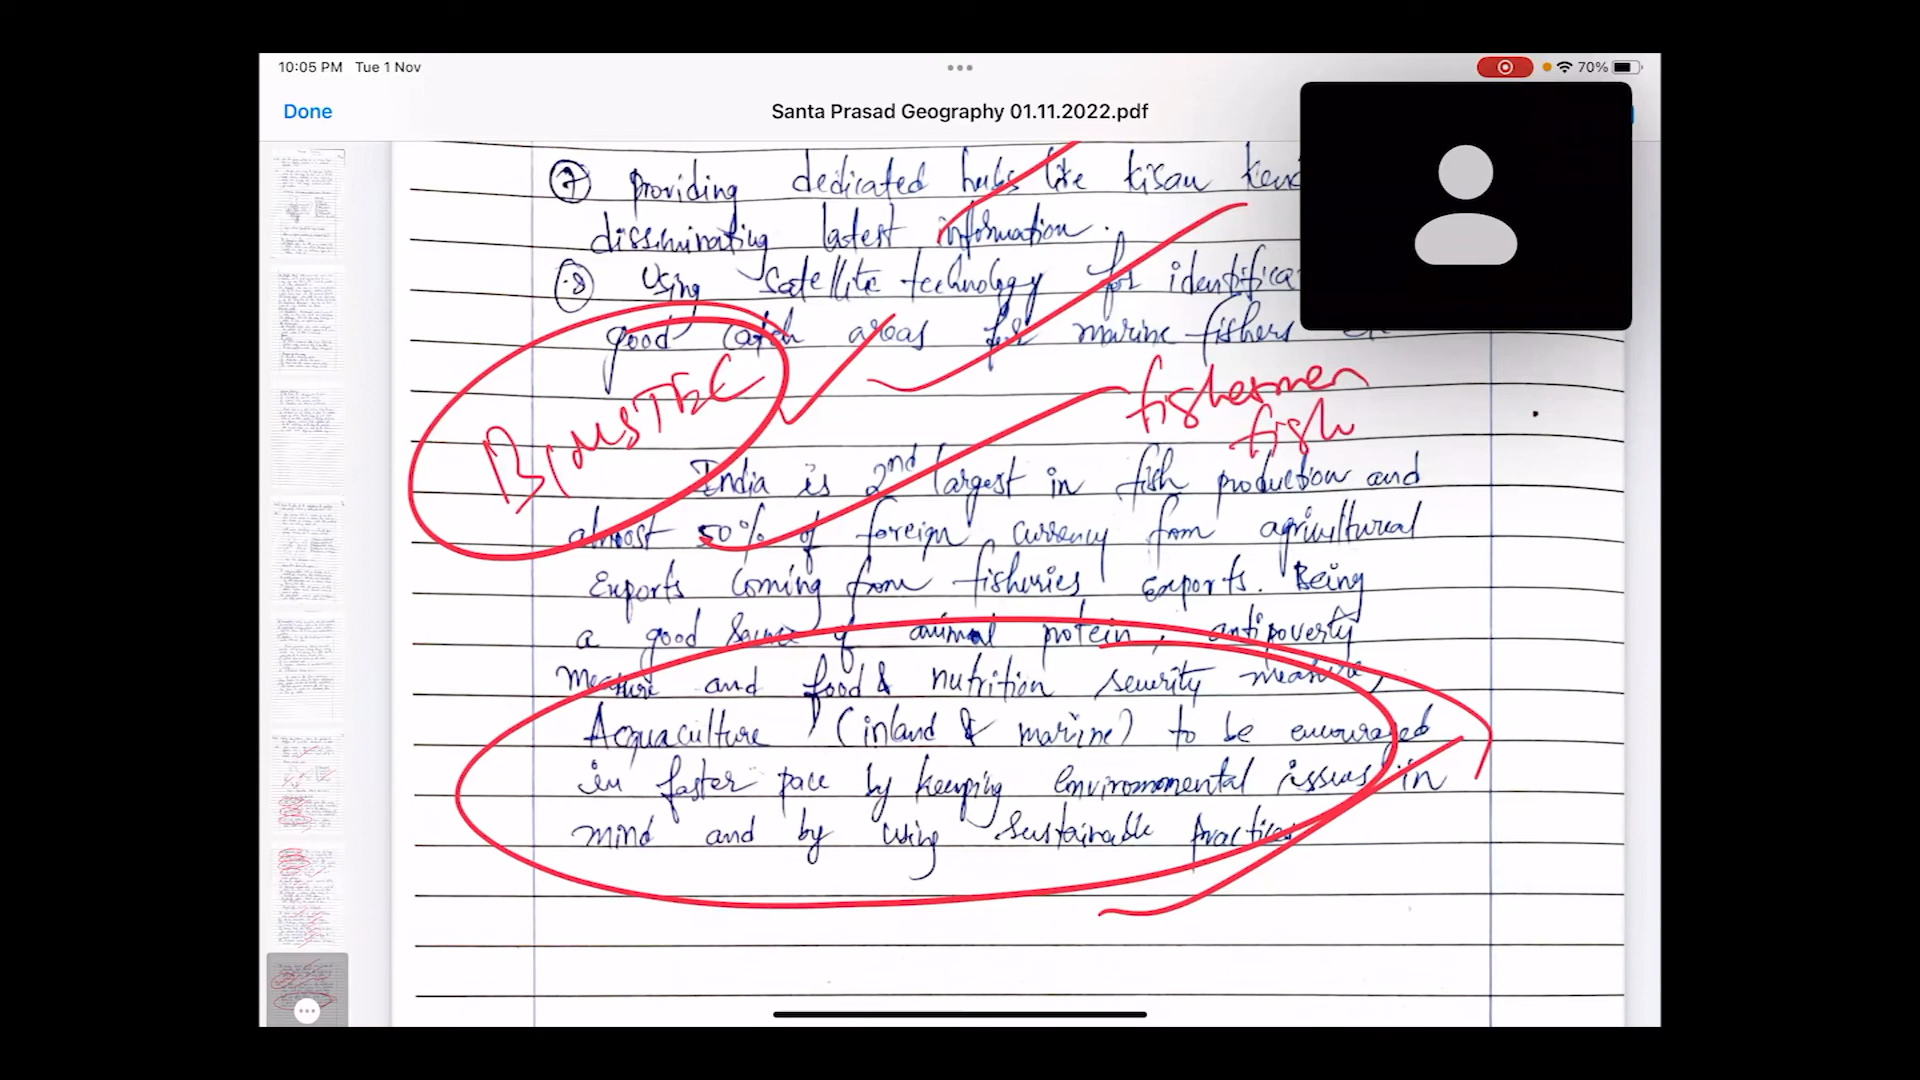 10:05 PM Tue 1 Nov
70%
Done
Santa Prasad Geography 01.11.2022.pdf
7 Providing dedicated hubs like kisan
dissiminating lastest information.
8 Using Satellite technology for
good catch areas for marine fishers
BIMSTEC
fishermen
fish
India is 2nd largest in fish production and
almost 50% of foreign currency from agricultural
Exports Coming from fisheries exports. Being
a good source of animal protein, antipoverty
measure and food & nutrition security measure,
Acquaculture (inland & marine) to be encouraged
in faster pace by keeping environmental issues in
mind and by using sustainable practices